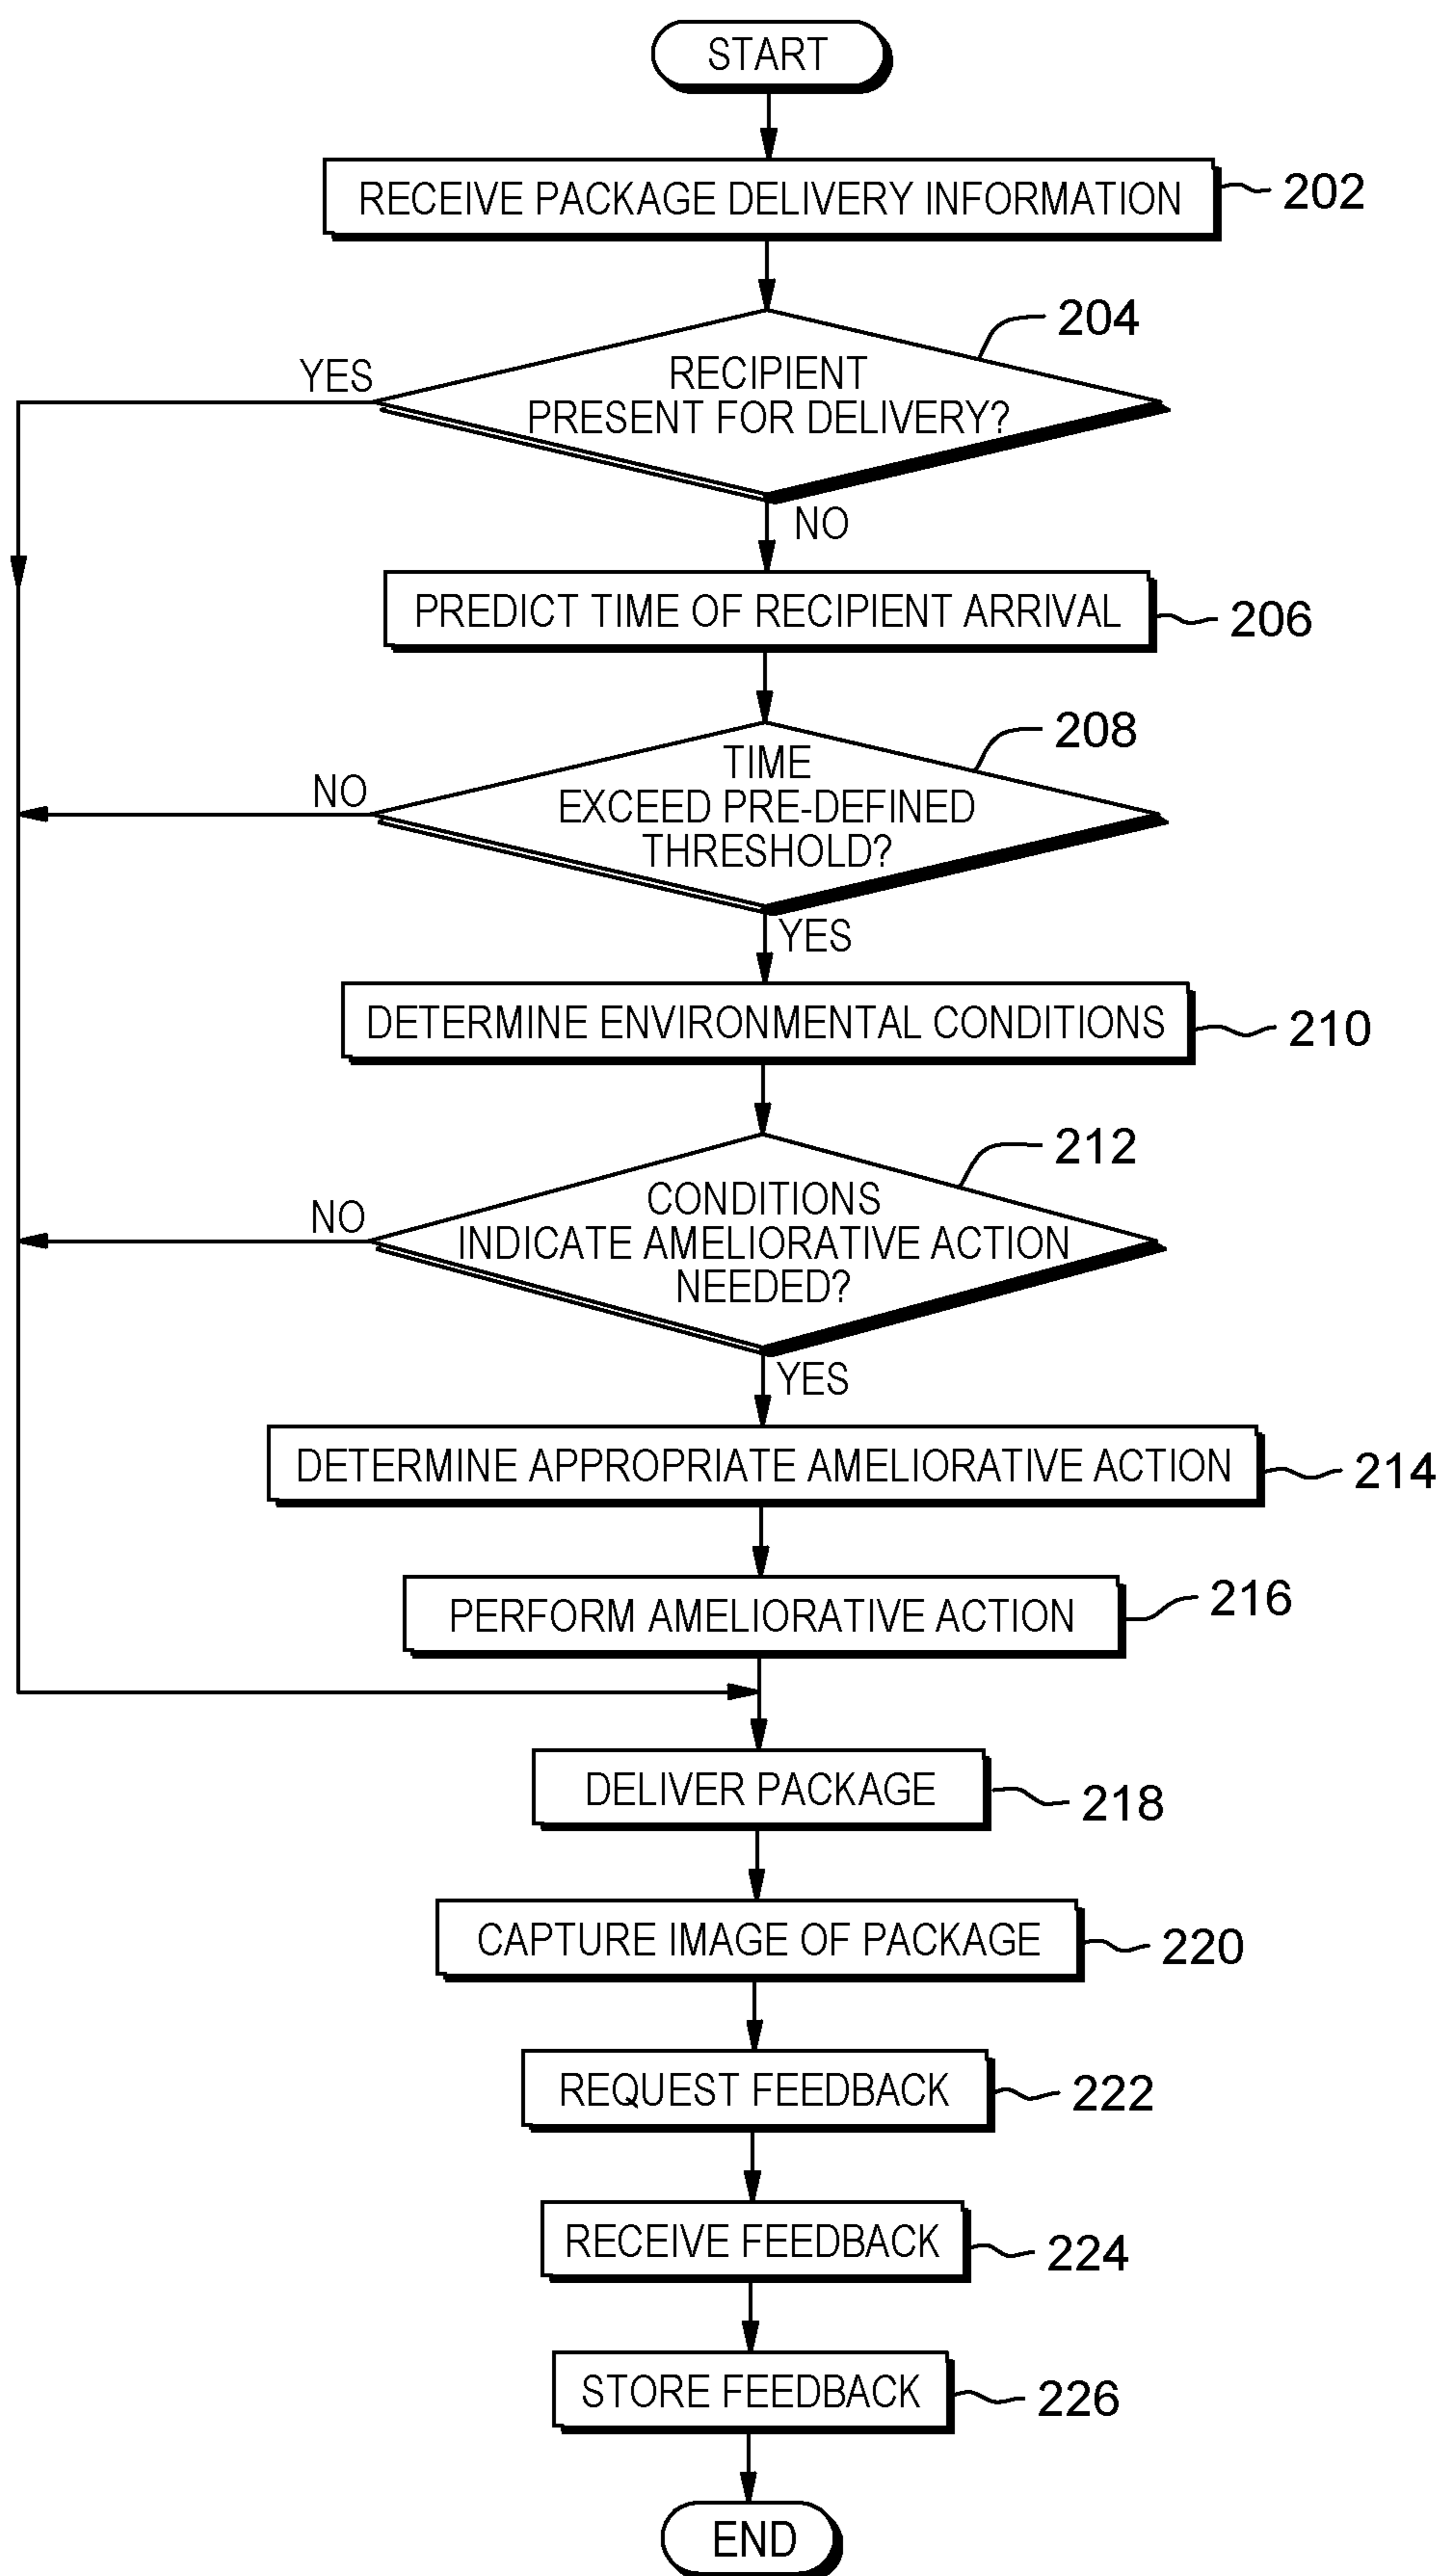 START
RECEIVE PACKAGE DELIVERY INFORMATION
202
204
YES
RECIPIENT
PRESENT FOR DELIVERY?
NO
PREDICT TIME OF RECIPIENT ARRIVAL
206
208
NO
TIME
EXCEED PRE-DEFINED
THRESHOLD?
YES
DETERMINE ENVIRONMENTAL CONDITIONS
210
212
NO
CONDITIONS
INDICATE AMELIORATIVE ACTION
NEEDED?
YES
DETERMINE APPROPRIATE AMELIORATIVE ACTION
214
PERFORM AMELIORATIVE ACTION
216
DELIVER PACKAGE
218
CAPTURE IMAGE OF PACKAGE
220
REQUEST FEEDBACK
222
RECEIVE FEEDBACK
224
STORE FEEDBACK
226
END